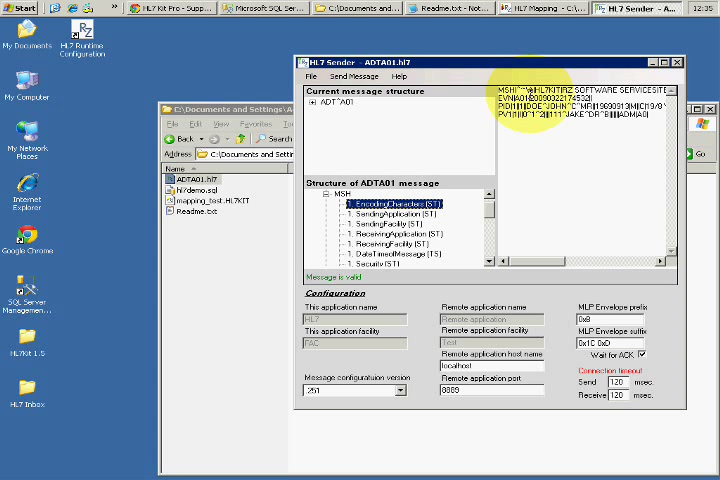 Start
HL7 Kit Pro - Suppo...
Microsoft SQL Ser...
C:\Documents and...
Readme.txt - Not...
HL7 Mapping - C:...
HL7 Sender - A...
12:35
My Documents
HL7 Runtime
Configuration
My Computer
My Network
Places
Internet
Explorer
Google Chrome
SQL Server
Managemen...
HL7Kit 1.5
HL7 Inbox
C:\Documents and Settings\A
File Edit View Favorites
Back Search
Address C:\Documents and Settin
Go
Name
ADTA01.hl7
hl7demo.sql
mapping_test.HL7KIT
Readme.txt
HL7 Sender - ADTA01.hl7
File Send Message Help
Current message structure
ADT^A01
Structure of ADTA01 message
MSH
1. EncodingCharacters (ST)
1. SendingApplication (ST)
1. SendingFacility (ST)
1. ReceivingApplication (ST)
1. ReceivingFacility (ST)
1. DateTimeofMessage (TS)
1. Security (ST)
Message is valid
Configuration
This application name
HL7
This application facility
FAC
Message configuratuion version
.251
Remote application name
Remote application
Remote application facility
Test
Remote application host name
localhost
Remote application port
8889
MLP Envelope prefix
0xB
MLP Envelope suffix
0x1C 0xD
Wait for ACK
Connection timeout
Send 120 msec.
Receive 120 msec.